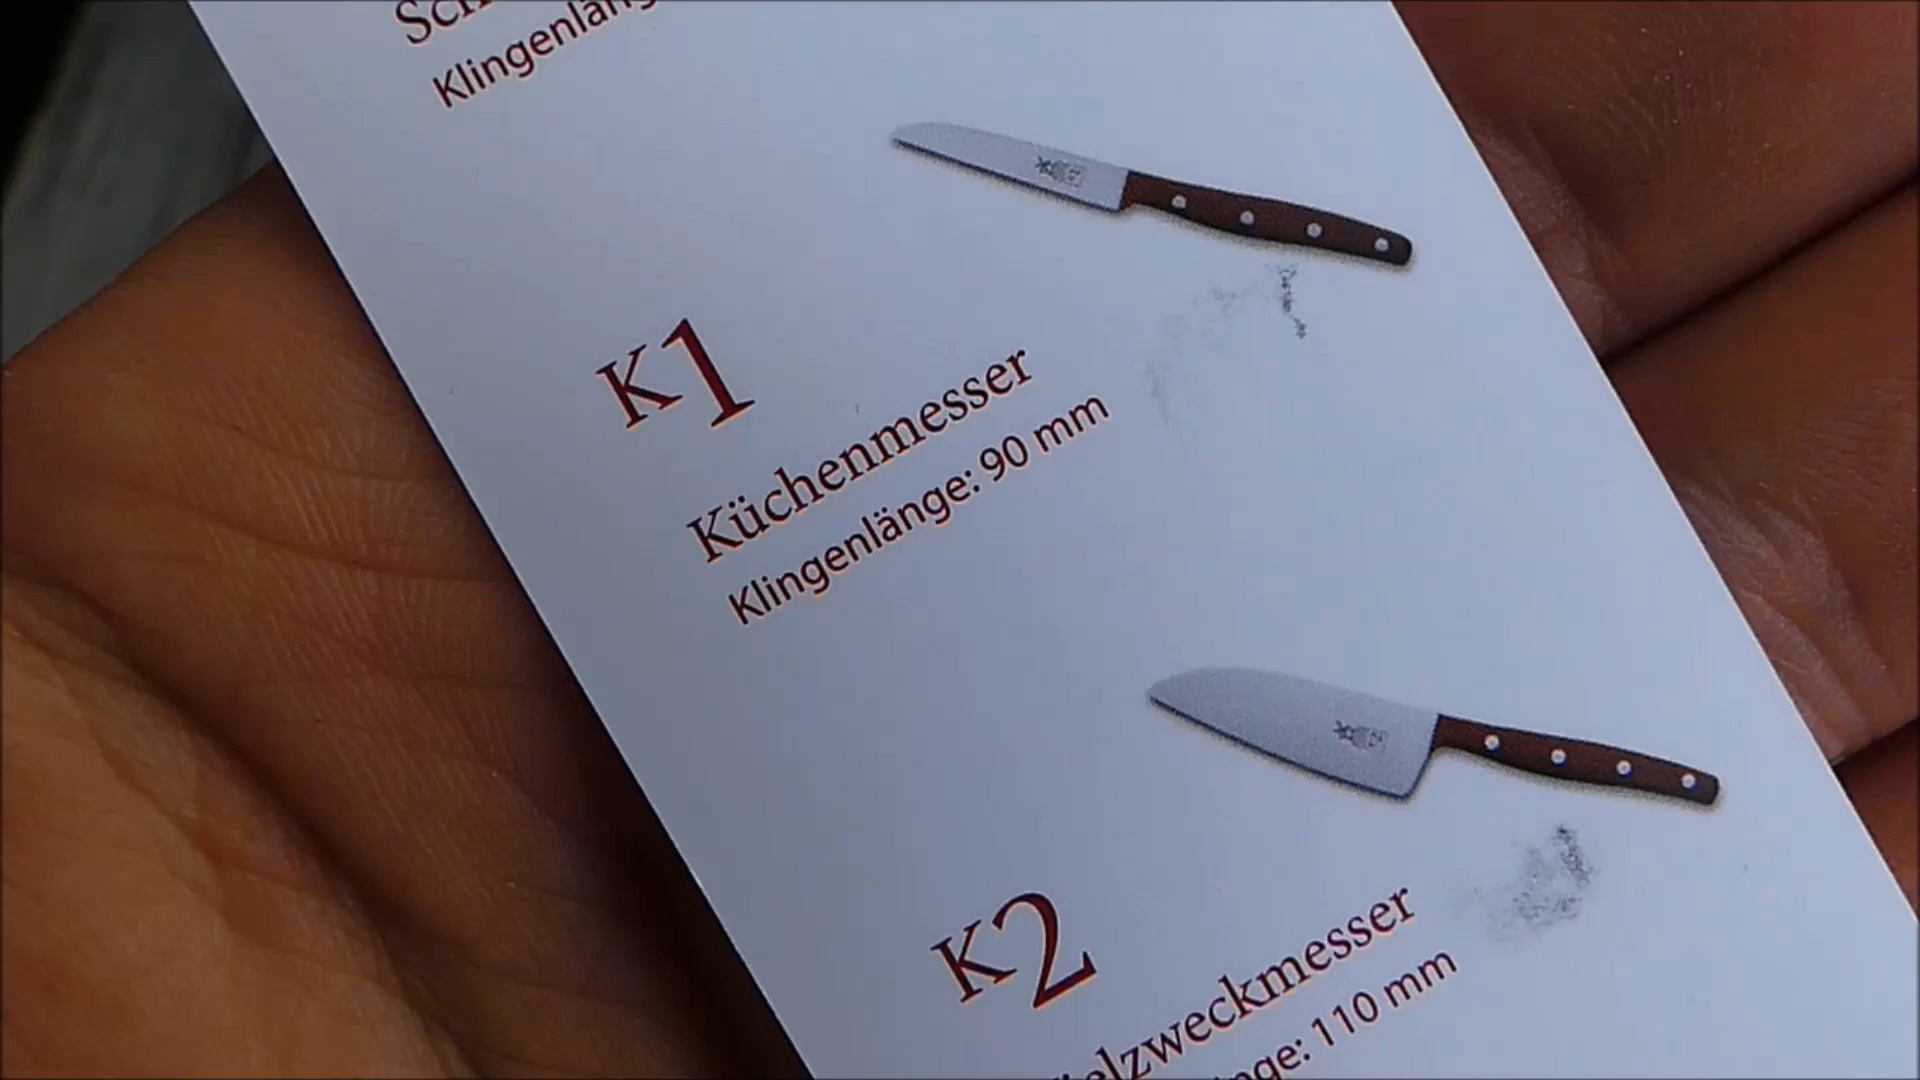 Klingenläng
K1
Küchenmesser
Klingenlänge: 90 mm
K2
ielzweckmesser
nge: 110 mm